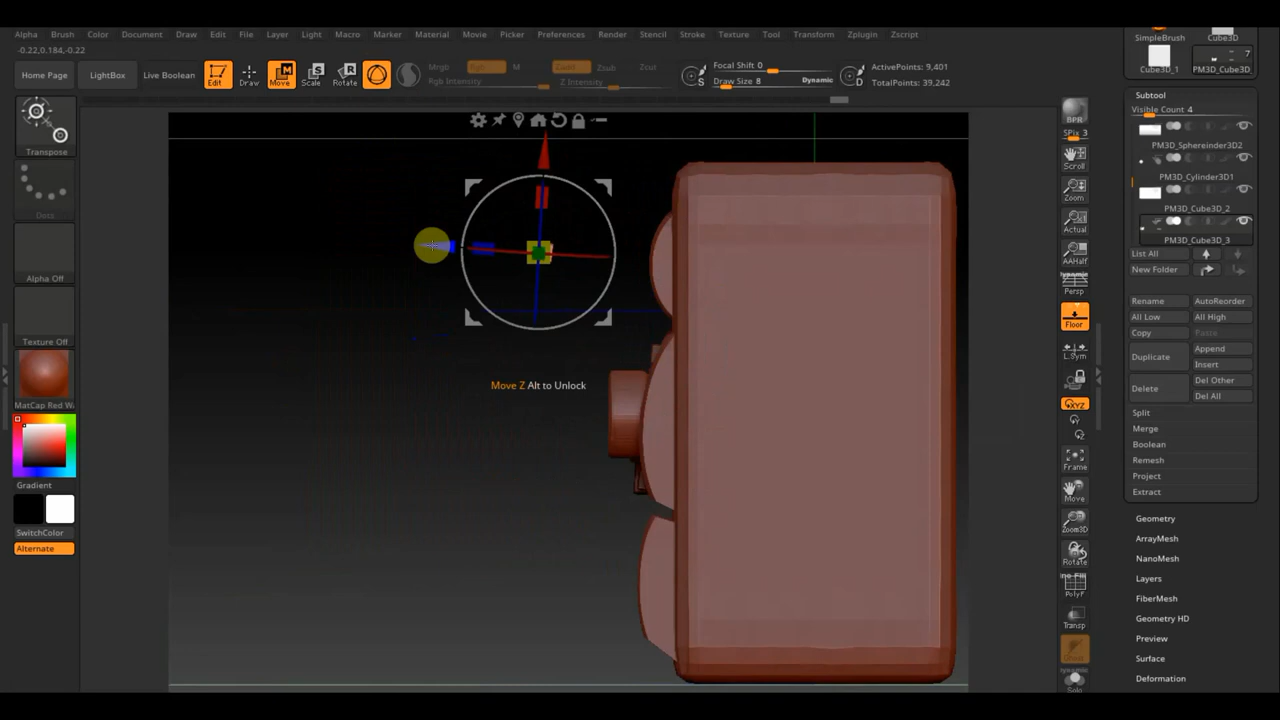 Alpha Brush Color Document Draw Edit File Layer Light Macro Marker Material Movie Picker Preferences Render Stencil Stroke Texture Tool Transform Zplugin Zscript
-0.22,0.184,-0.22
Home Page LightBox Live Boolean Edit Draw Move Scale Rotate
Mrgb Rgb M Zadd Zsub Zcut
Rgb Intensity Z Intensity
Focal Shift 0
Draw Size 8 Dynamic
ActivePoints: 9,401
TotalPoints: 39,242
Transpose
Dots
Alpha Off
Texture Off
MatCap Red Wa
Gradient
SwitchColor
Alternate
Move Z Alt to Unlock
BPR
SPix 3
Scroll
Zoom
Actual
AAHalf
dynamic
Persp
Floor
L.Sym
XYZ
Y
Z
Frame
Move
Zoom3D
Rotate
PolyF
Transp
Ghost
dynamic
Solo
SimpleBrush Cube3D
7
Cube3D_1 PM3D_Cube3D_
Subtool
Visible Count 4
PM3D_Sphereinder3D2
PM3D_Cylinder3D1
PM3D_Cube3D_2
PM3D_Cube3D_3
List All
New Folder
Rename AutoReorder
All Low All High
Copy Paste
Duplicate Append
Insert
Delete Del Other
Del All
Split
Merge
Boolean
Remesh
Project
Extract
Geometry
ArrayMesh
NanoMesh
Layers
FiberMesh
Geometry HD
Preview
Surface
Deformation